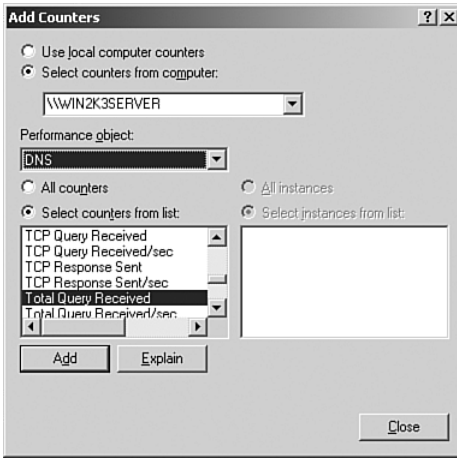 Add Counters
Use local computer counters
Select counters from computer:
\\WIN2K3SERVER
Performance object:
DNS
All counters
All instances
Select counters from list:
Select instances from list:
TCP Query Received
TCP Query Received/sec
TCP Response Sent
TCP Response Sent/sec
Total Query Received
Total Query Received/sec
Add
Explain
Close